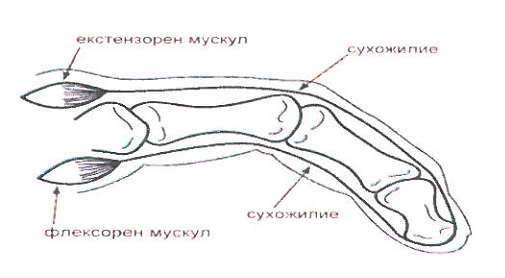 екстензорен мускул
сухожилие
сухожилие
флексорен мускул